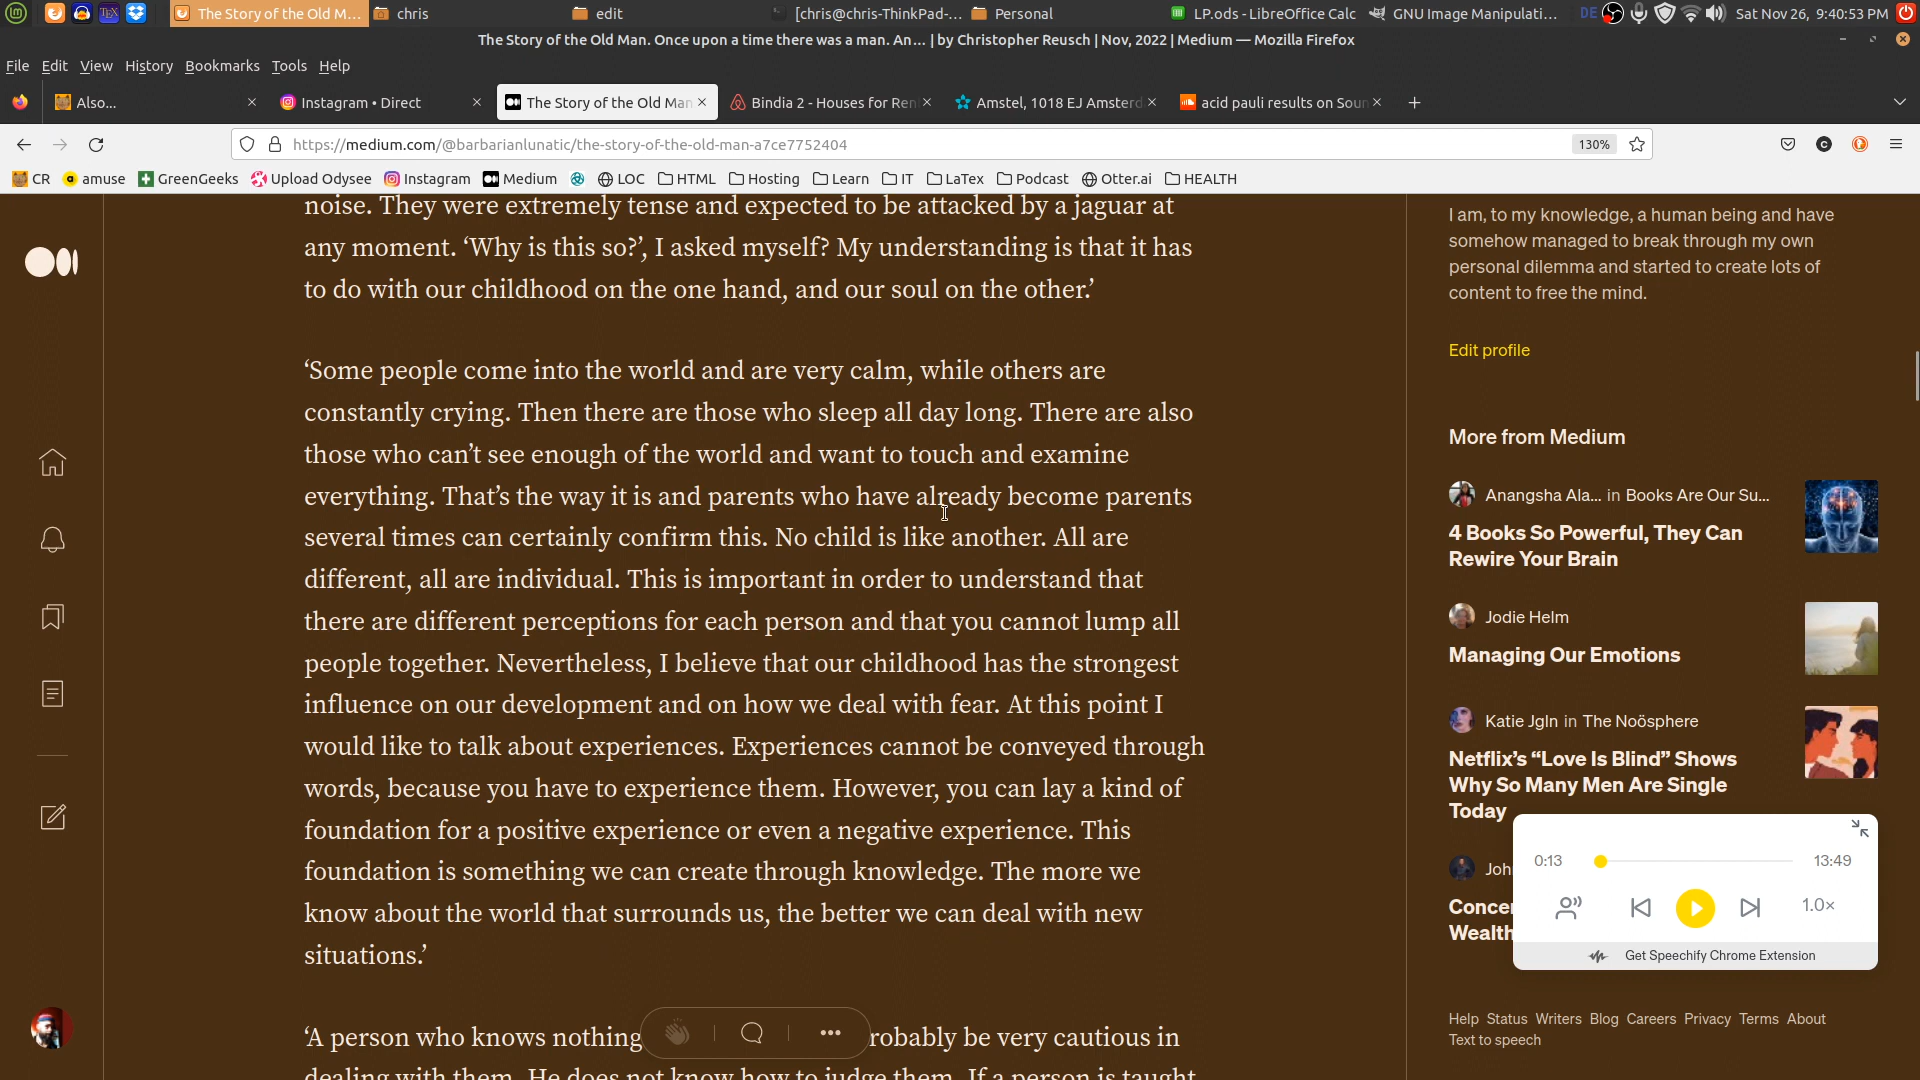 The Story of the Old M...
chris
edit
[chris@chris-ThinkPad-...
Personal
LP.ods - LibreOffice Calc
GNU Image Manipulati...
DE
Sat Nov 26, 9:40:53 PM
The Story of the Old Man. Once upon a time there was a man. An... | by Christopher Reusch | Nov, 2022 | Medium — Mozilla Firefox
File Edit View History Bookmarks Tools Help
Also...
Instagram • Direct
The Story of the Old Man
Bindia 2 - Houses for Ren
Amstel, 1018 EJ Amsterd
acid pauli results on Soun
https://medium.com/@barbarianlunatic/the-story-of-the-old-man-a7ce7752404
130%
CR
amuse
GreenGeeks
Upload Odysee
Instagram
Medium
LOC
HTML
Hosting
Learn
IT
LaTex
Podcast
Otter.ai
HEALTH
noise. They were extremely tense and expected to be attacked by a jaguar at
any moment. ‘Why is this so?’, I asked myself? My understanding is that it has
to do with our childhood on the one hand, and our soul on the other.’
‘Some people come into the world and are very calm, while others are
constantly crying. Then there are those who sleep all day long. There are also
those who can’t see enough of the world and want to touch and examine
everything. That’s the way it is and parents who have already become parents
several times can certainly confirm this. No child is like another. All are
different, all are individual. This is important in order to understand that
there are different perceptions for each person and that you cannot lump all
people together. Nevertheless, I believe that our childhood has the strongest
influence on our development and on how we deal with fear. At this point I
would like to talk about experiences. Experiences cannot be conveyed through
words, because you have to experience them. However, you can lay a kind of
foundation for a positive experience or even a negative experience. This
foundation is something we can create through knowledge. The more we
know about the world that surrounds us, the better we can deal with new
situations.’
‘A person who knows nothing robably be very cautious in
dealing with them. He does not know how to judge them. If a person is taught
I am, to my knowledge, a human being and have
somehow managed to break through my own
personal dilemma and started to create lots of
content to free the mind.
Edit profile
More from Medium
Anangsha Ala... in Books Are Our Su...
4 Books So Powerful, They Can
Rewire Your Brain
Jodie Helm
Managing Our Emotions
Katie Jgln in The Noösphere
Netflix’s “Love Is Blind” Shows
Why So Many Men Are Single
Today
Joh
Concer
Wealth
0:13
13:49
1.0×
Get Speechify Chrome Extension
Help Status Writers Blog Careers Privacy Terms About
Text to speech